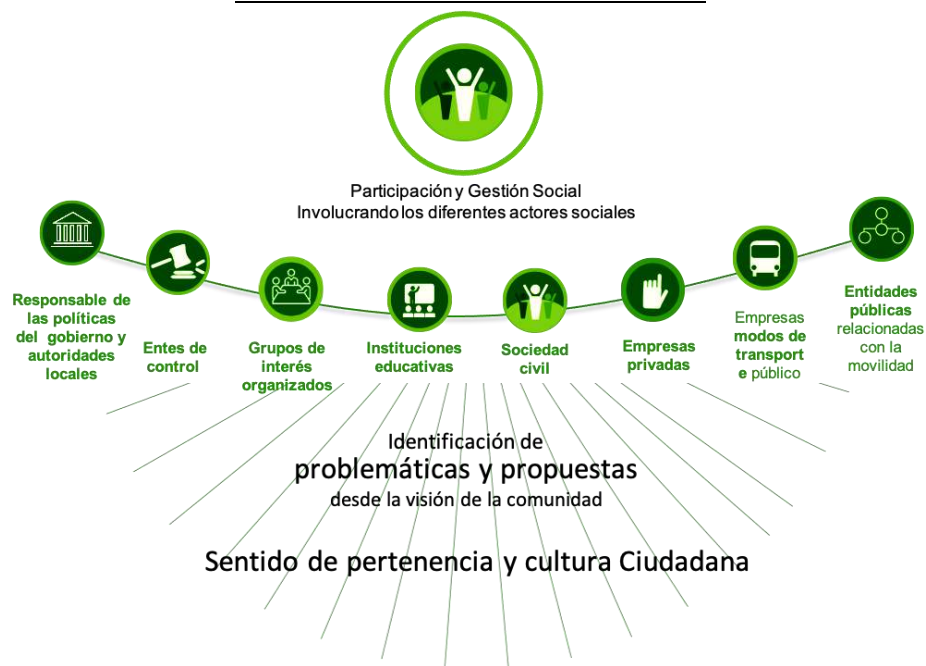 Participación y Gestión Social
Involucrando los diferentes actores sociales
Responsable de
las políticas
del gobierno y
autoridades
locales
Entes de
control
Grupos de
interés
organizados
Instituciones
educativas
Sociedad
civil
Empresas
privadas
Empresas
modos de
transport
e público
Entidades
públicas
relacionadas
con la
movilidad
Identificación de
problemáticas y propuestas
desde la visión de la comunidad
Sentido de pertenencia y cultura Ciudadana